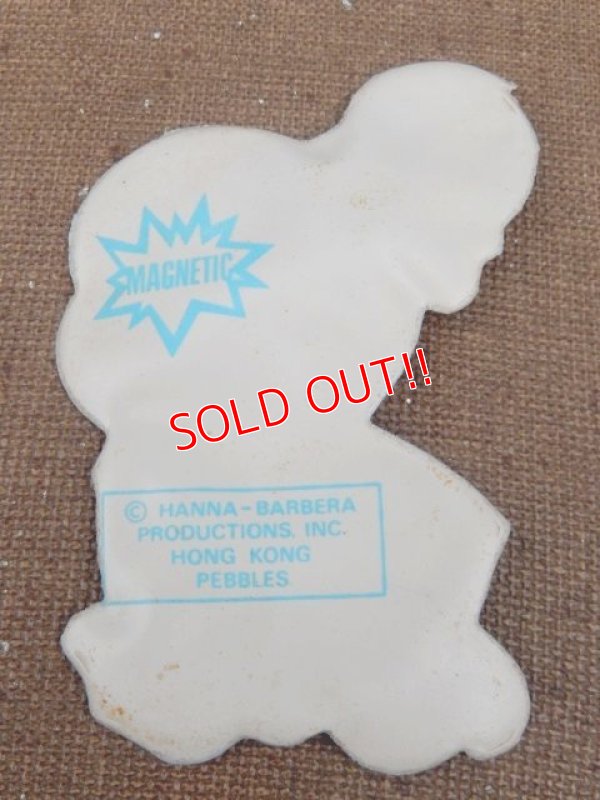 MAGNETIC
SOLD OUT!!
© HANNA-BARBERA
PRODUCTIONS, INC.
HONG KONG
PEBBLES